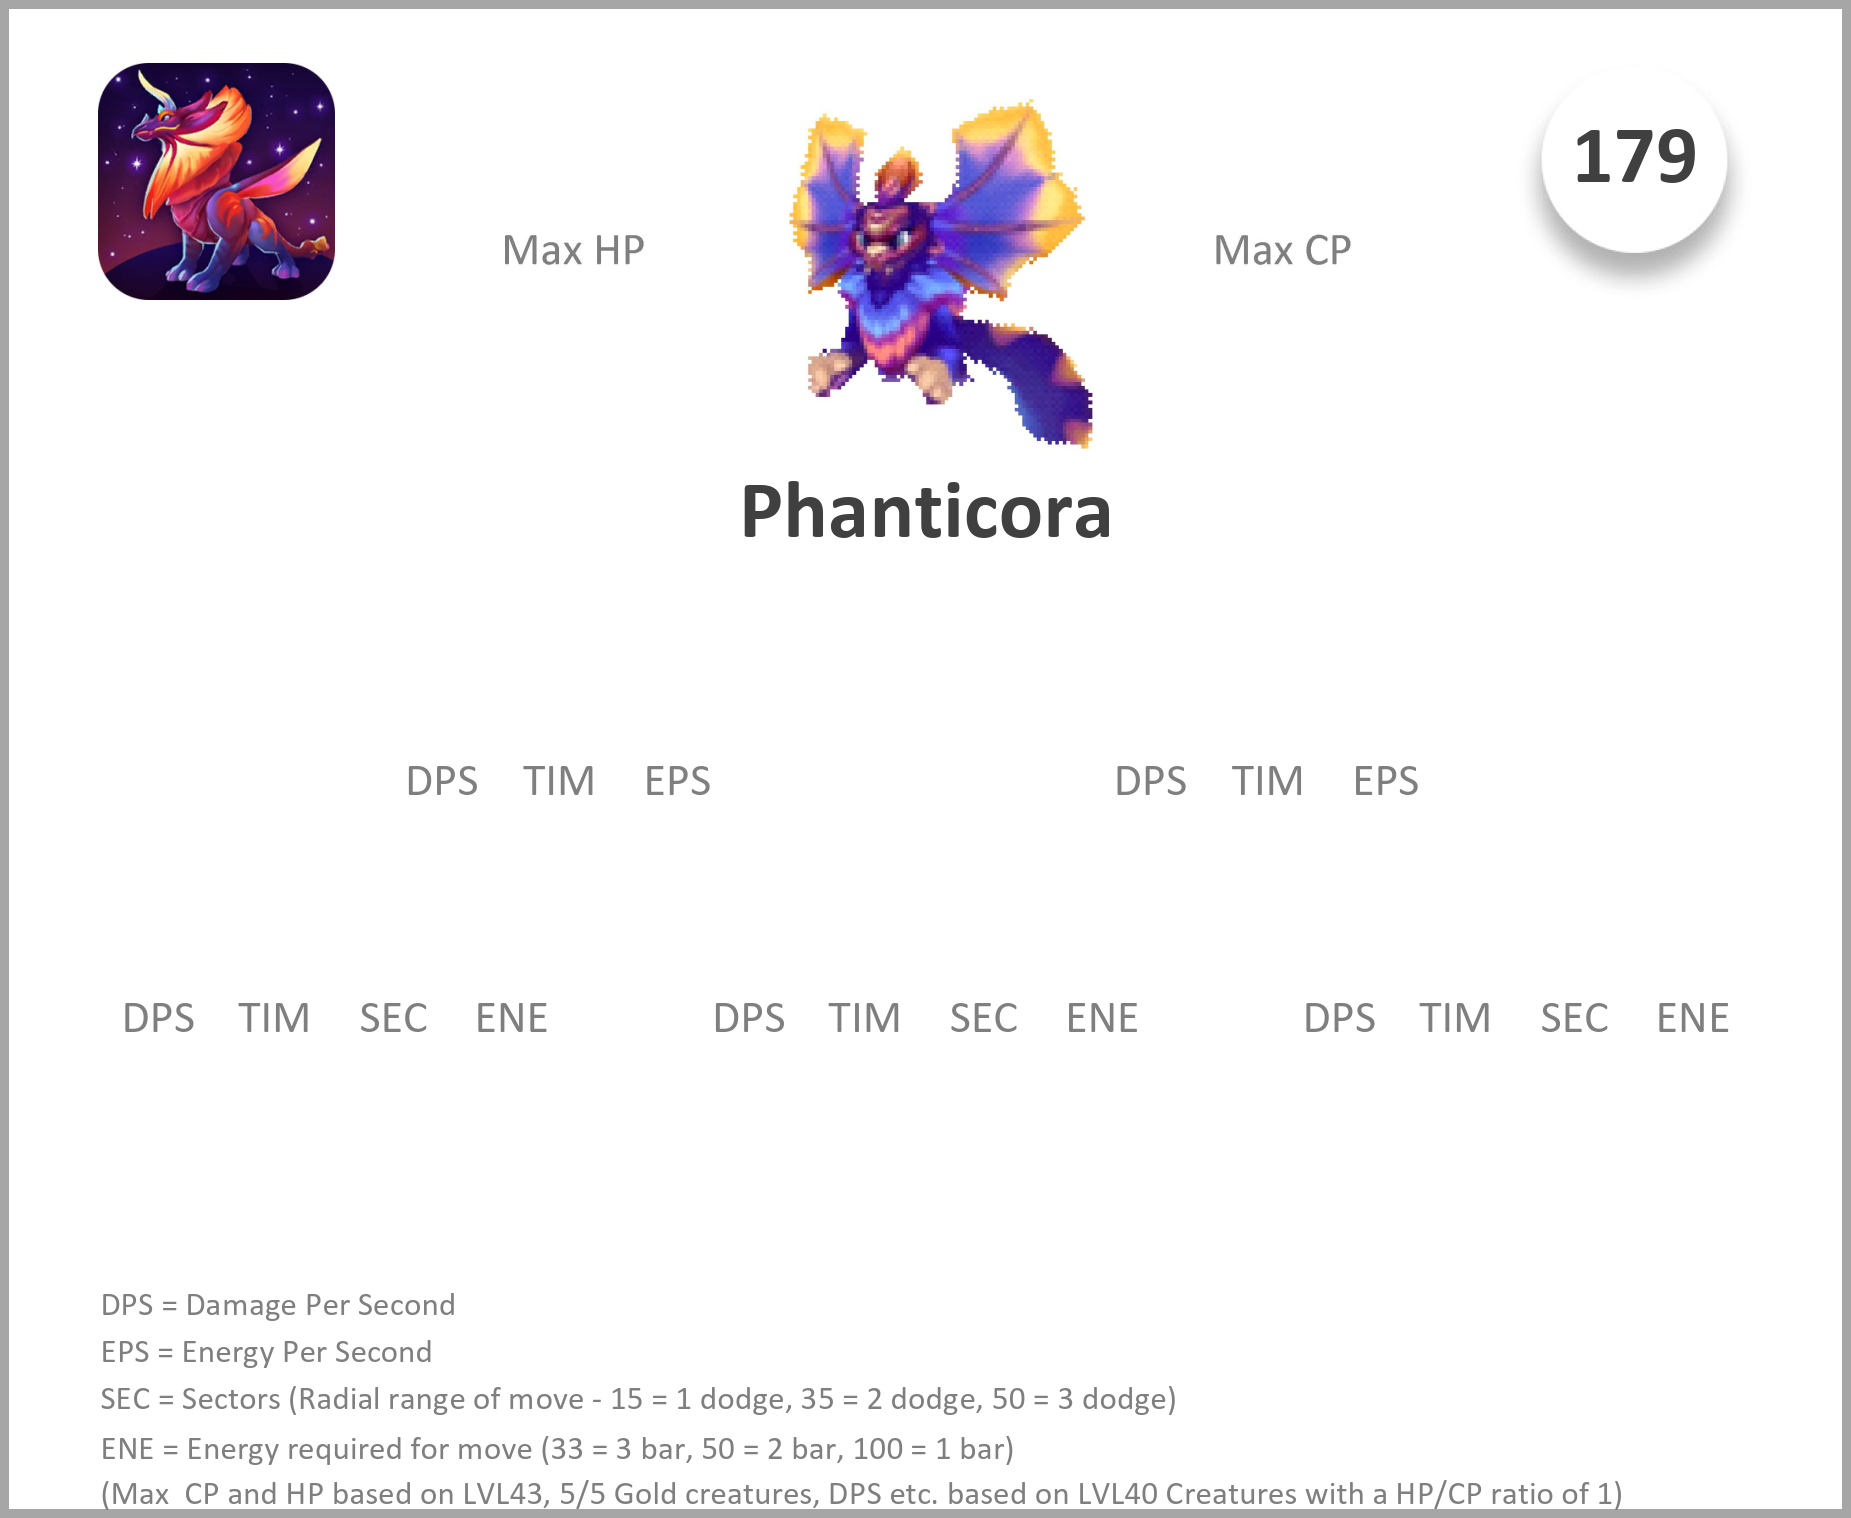 179
Max HP
Max CP
Phanticora
DPS TIM EPS DPS TIM EPS
DPS TIM SEC ENE DPS TIM SEC ENE DPS TIM SEC ENE
DPS = Damage Per Second
EPS = Energy Per Second
SEC = Sectors (Radial range of move - 15 = 1 dodge, 35 = 2 dodge, 50 = 3 dodge)
ENE = Energy required for move (33 = 3 bar, 50 = 2 bar, 100 = 1 bar)
(Max  CP and HP based on LVL43, 5/5 Gold creatures, DPS etc. based on LVL40 Creatures with a HP/CP ratio of 1)